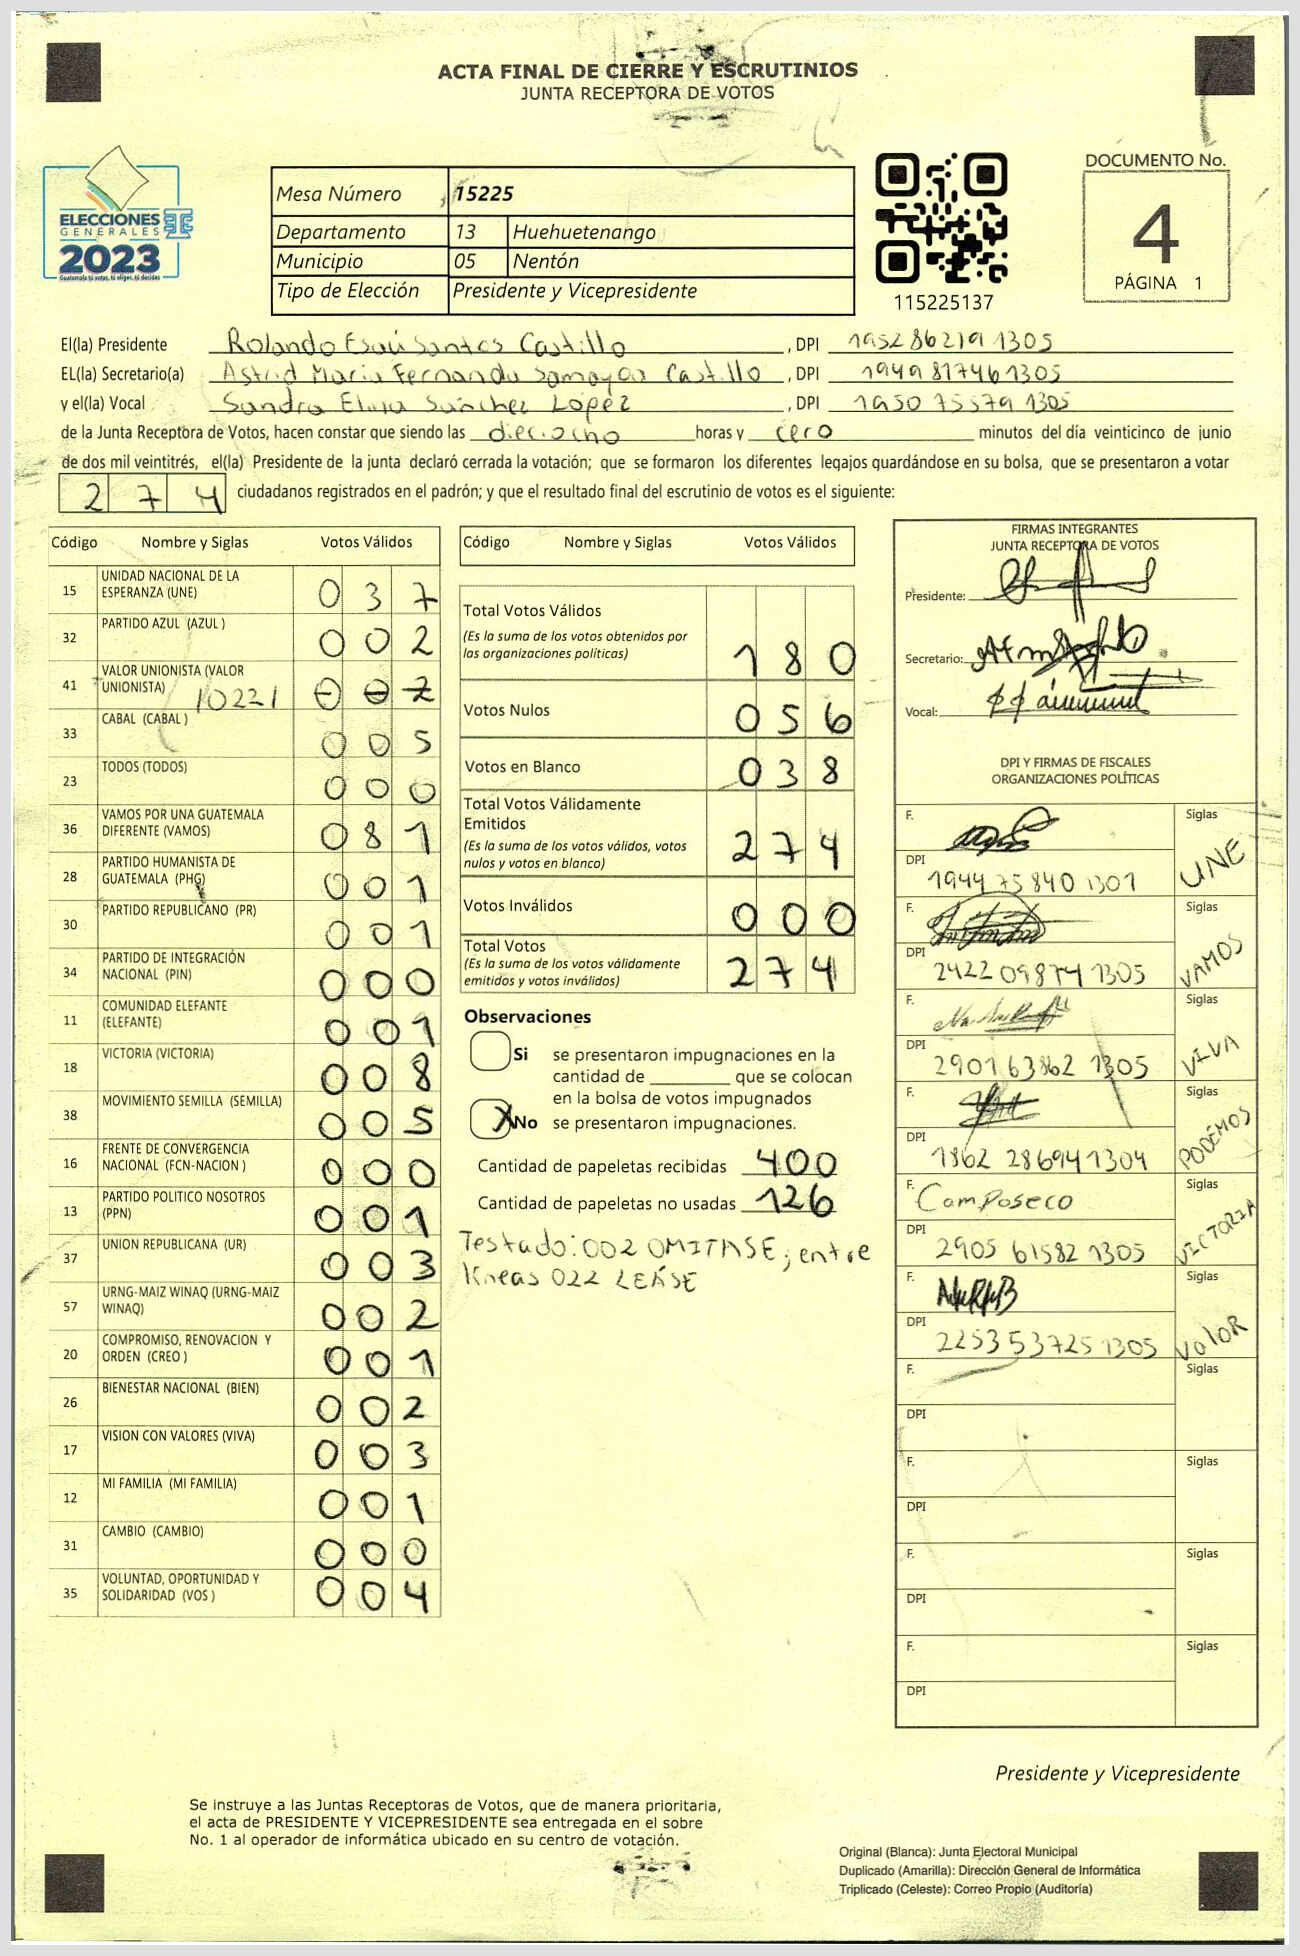 ACTA FINAL DE CIERRE Y ESCRUTINIOS
JUNTA RECEPTORA DE VOTOS
ELECCIONES
GENERALES
2023
Guatemala tú votas, tú eliges, tú decides
Mesa Número 15225
Departamento 13 Huehuetenango
Municipio 05 Nentón
Tipo de Elección Presidente y Vicepresidente
115225137
DOCUMENTO No.
4
PÁGINA 1
El(la) Presidente Rolando Esaú Santos Castillo, DPI 195286219 1305
EL(la) Secretario(a) Astrid María Fernanda Samayoa Castillo, DPI 1949817461305
y el(la) Vocal Sandra Elina Sánchez López, DPI 1950 75579 1305
de la Junta Receptora de Votos, hacen constar que siendo las dieciocho horas y cero minutos del día veinticinco de junio
de dos mil veintitrés, el(la) Presidente de la junta declaró cerrada la votación; que se formaron los diferentes legajos guardándose en su bolsa, que se presentaron a votar
2 7 4 ciudadanos registrados en el padrón; y que el resultado final del escrutinio de votos es el siguiente:
Código Nombre y Siglas Votos Válidos
15 UNIDAD NACIONAL DE LA ESPERANZA (UNE) 0 3 7
32 PARTIDO AZUL (AZUL ) 0 0 2
41 VALOR UNIONISTA (VALOR UNIONISTA) 0 0 2
33 CABAL (CABAL ) 0 0 5
23 TODOS (TODOS) 0 0 0
36 VAMOS POR UNA GUATEMALA DIFERENTE (VAMOS) 0 8 1
28 PARTIDO HUMANISTA DE GUATEMALA (PHG) 0 0 1
30 PARTIDO REPUBLICANO (PR) 0 0 1
34 PARTIDO DE INTEGRACIÓN NACIONAL (PIN) 0 0 0
11 COMUNIDAD ELEFANTE (ELEFANTE) 0 0 1
18 VICTORIA (VICTORIA) 0 0 8
38 MOVIMIENTO SEMILLA (SEMILLA) 0 0 5
16 FRENTE DE CONVERGENCIA NACIONAL (FCN-NACION ) 0 0 0
13 PARTIDO POLITICO NOSOTROS (PPN) 0 0 1
37 UNION REPUBLICANA (UR) 0 0 3
57 URNG-MAIZ WINAQ (URNG-MAIZ WINAQ) 0 0 2
20 COMPROMISO, RENOVACION Y ORDEN (CREO ) 0 0 1
26 BIENESTAR NACIONAL (BIEN) 0 0 2
17 VISION CON VALORES (VIVA) 0 0 3
12 MI FAMILIA (MI FAMILIA) 0 0 1
31 CAMBIO (CAMBIO) 0 0 0
35 VOLUNTAD, OPORTUNIDAD Y SOLIDARIDAD (VOS ) 0 0 4
Código Nombre y Siglas Votos Válidos
Total Votos Válidos
(Es la suma de los votos obtenidos por
las organizaciones políticas) 1 8 0
Votos Nulos 0 5 6
Votos en Blanco 0 3 8
Total Votos Válidamente
Emitidos
(Es la suma de los votos válidos, votos
nulos y votos en blanco) 2 7 4
Votos Inválidos 0 0 0
Total Votos
(Es la suma de los votos válidamente
emitidos y votos inválidos) 2 7 4
Observaciones
Si se presentaron impugnaciones en la
cantidad de ________ que se colocan
en la bolsa de votos impugnados
X No se presentaron impugnaciones.
Cantidad de papeletas recibidas 400
Cantidad de papeletas no usadas 126
Testado: 002 OMITASE; entre
líneas 022 LEÁSE
FIRMAS INTEGRANTES
JUNTA RECEPTORA DE VOTOS
Presidente:
Secretario:
Vocal:
DPI Y FIRMAS DE FISCALES
ORGANIZACIONES POLÍTICAS
F. Siglas
DPI 1944 75840 1301 UNE
F. Siglas
DPI 2422 09874 1305 VAMOS
F. Siglas
DPI 2901 63862 1305 VIVA
F. Siglas
DPI 1862 28694 1304 PODÉMOS
F. Camposeco Siglas
DPI 2905 61582 1305 VICTORIA
F. Siglas
DPI 2253 53725 1305 VALOR
F. Siglas
DPI
F. Siglas
DPI
F. Siglas
DPI
F. Siglas
DPI
Presidente y Vicepresidente
Se instruye a las Juntas Receptoras de Votos, que de manera prioritaria,
el acta de PRESIDENTE Y VICEPRESIDENTE sea entregada en el sobre
No. 1 al operador de informática ubicado en su centro de votación.
Original (Blanca): Junta Electoral Municipal
Duplicado (Amarilla): Dirección General de Informática
Triplicado (Celeste): Correo Propio (Auditoría)